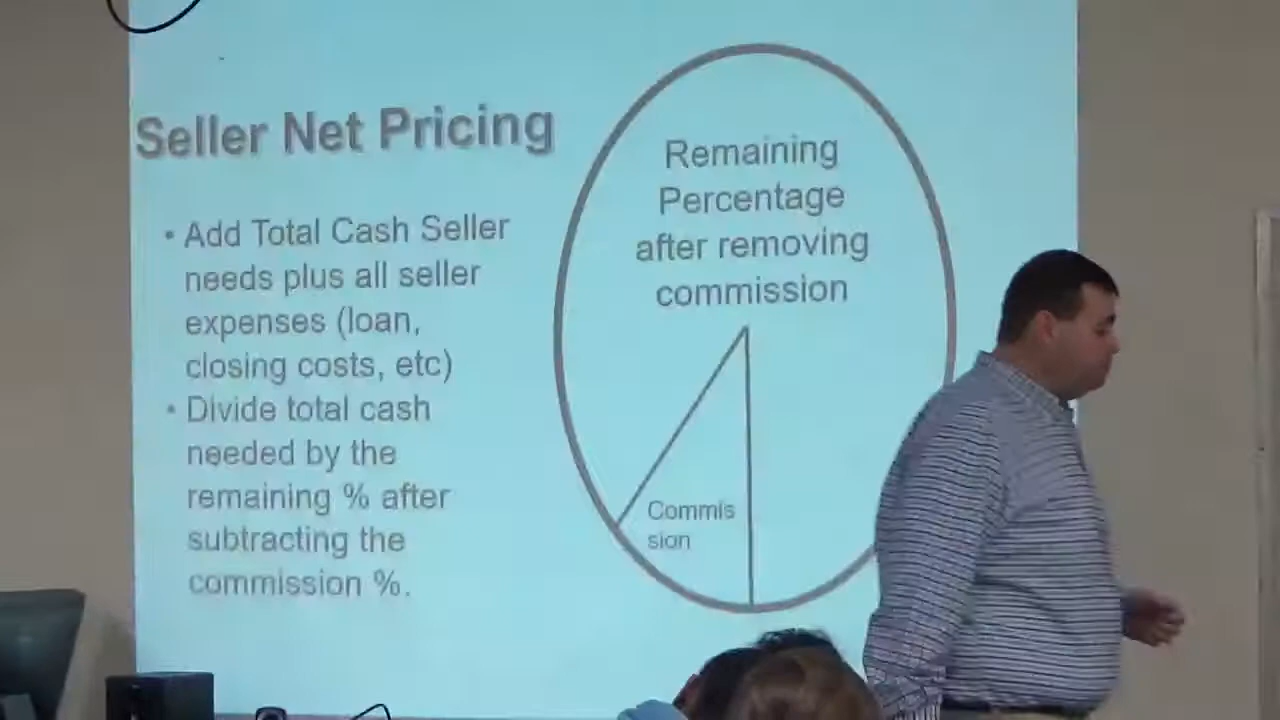 Seller Net Pricing
• Add Total Cash Seller
needs plus all seller
expenses (loan,
closing costs, etc)
• Divide total cash
needed by the
remaining % after
subtracting the
commission %.
Remaining
Percentage
after removing
commission
Commis
sion